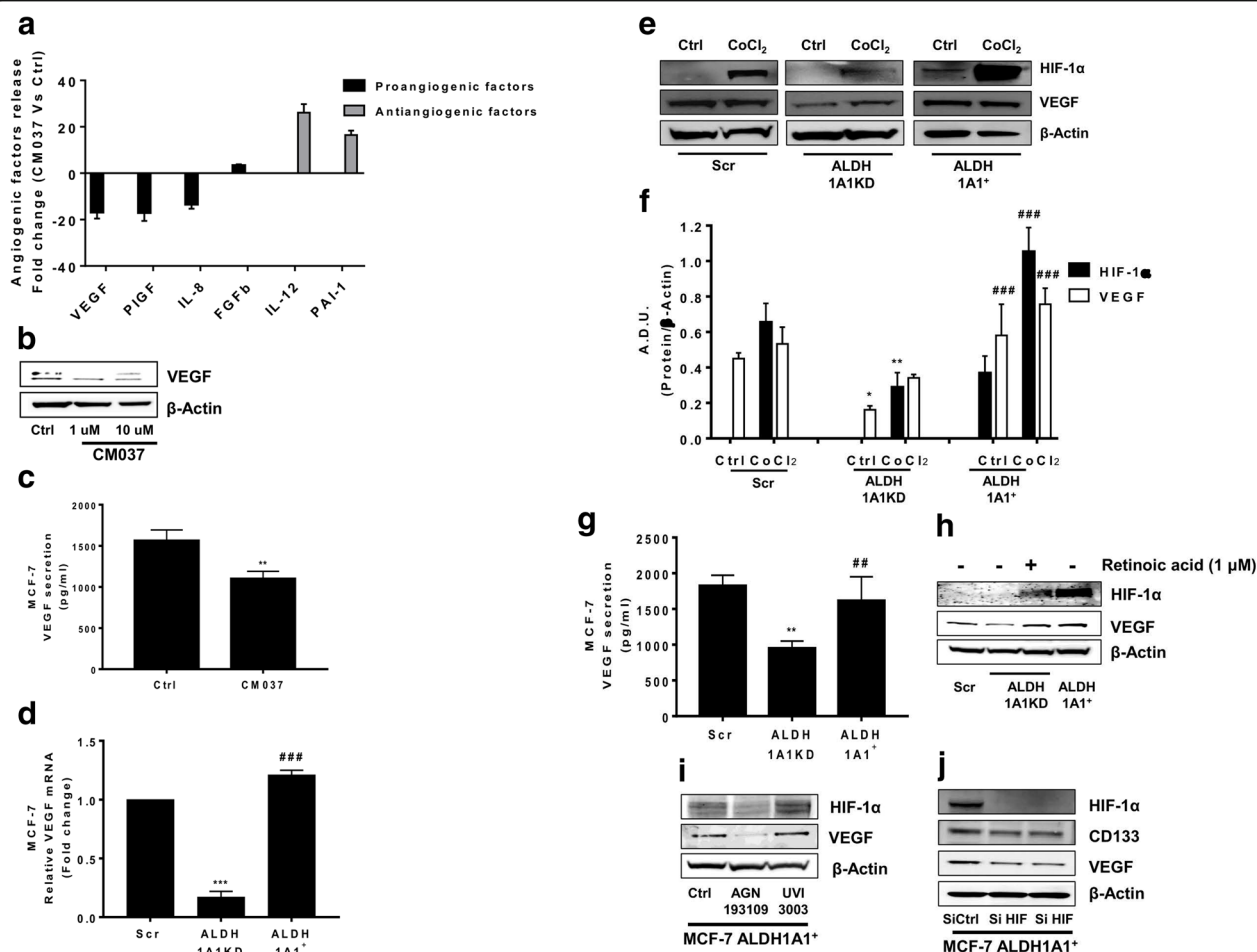 a
Angiogenic factors release
Fold change (CM037 Vs Ctrl)
40
20
0
-20
-40
Proangiogenic factors
Antiangiogenic factors
VEGF
PlGF
IL-8
FGFb
IL-12
PAI-1
b
VEGF
β-Actin
Ctrl 1 uM 10 uM
CM037
c
MCF-7
VEGF secretion
(pg/ml)
2000
1500
1000
500
0
**
Ctrl CM037
d
MCF-7
Relative VEGF mRNA
(Fold change)
1.5
1.0
0.5
0.0
***
###
Scr ALDH ALDH
1A1KD 1A1+
e
Ctrl CoCl2 Ctrl CoCl2 Ctrl CoCl2
HIF-1α
VEGF
β-Actin
Scr ALDH ALDH
1A1KD 1A1+
f
A.D.U.
(Protein/β-Actin)
1.2
1.0
0.8
0.6
0.4
0.2
0.0
*
**
###
###
###
HIF-1α
VEGF
Ctrl CoCl2 Ctrl CoCl2 Ctrl CoCl2
Scr ALDH ALDH
1A1KD 1A1+
g
MCF-7
VEGF secretion
(pg/ml)
2500
2000
1500
1000
500
0
**
##
Scr ALDH ALDH
1A1KD 1A1+
h
- - + - Retinoic acid (1 μM)
HIF-1α
VEGF
β-Actin
Scr ALDH ALDH
1A1KD 1A1+
i
HIF-1α
VEGF
β-Actin
Ctrl AGN UVI
193109 3003
MCF-7 ALDH1A1+
j
HIF-1α
CD133
VEGF
β-Actin
SiCtrl Si HIF Si HIF
MCF-7 ALDH1A1+